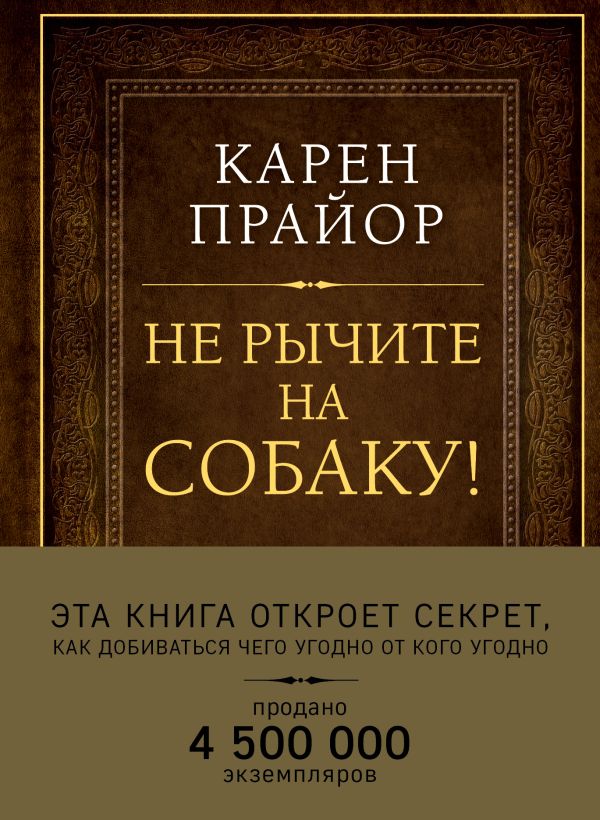 КАРЕН
ПРАЙОР
НЕ РЫЧИТЕ
НА
СОБАКУ!
ЭТА КНИГА ОТКРОЕТ СЕКРЕТ,
КАК ДОБИВАТЬСЯ ЧЕГО УГОДНО ОТ КОГО УГОДНО
продано
4 500 000
экземпляров